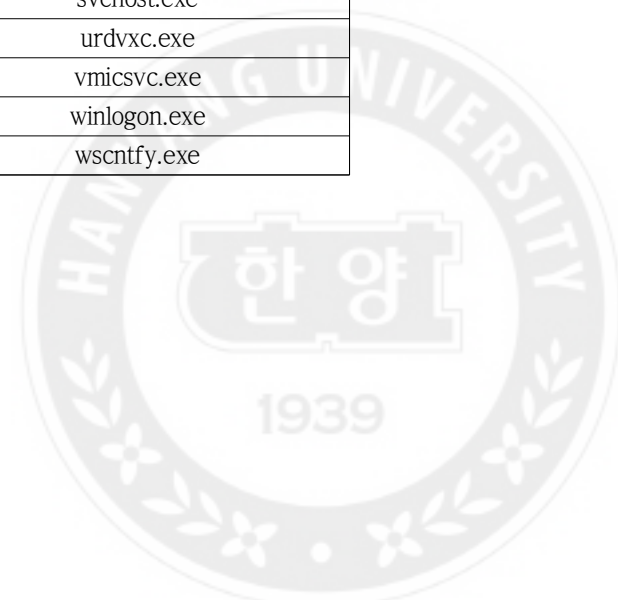 svchost.exe
urdvxc.exe
vmicsvc.exe
winlogon.exe
wscntfy.exe
HANYANG UNIVERSITY
한양
1939